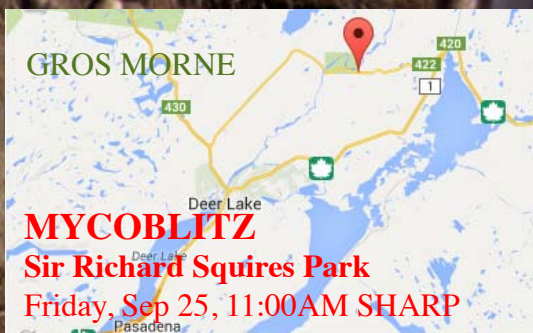 GROS MORNE
420
422
1
430
Deer Lake
MYCOBLITZ
Deer Lake
Sir Richard Squires Park
Friday, Sep 25, 11:00AM SHARP
Pasadena